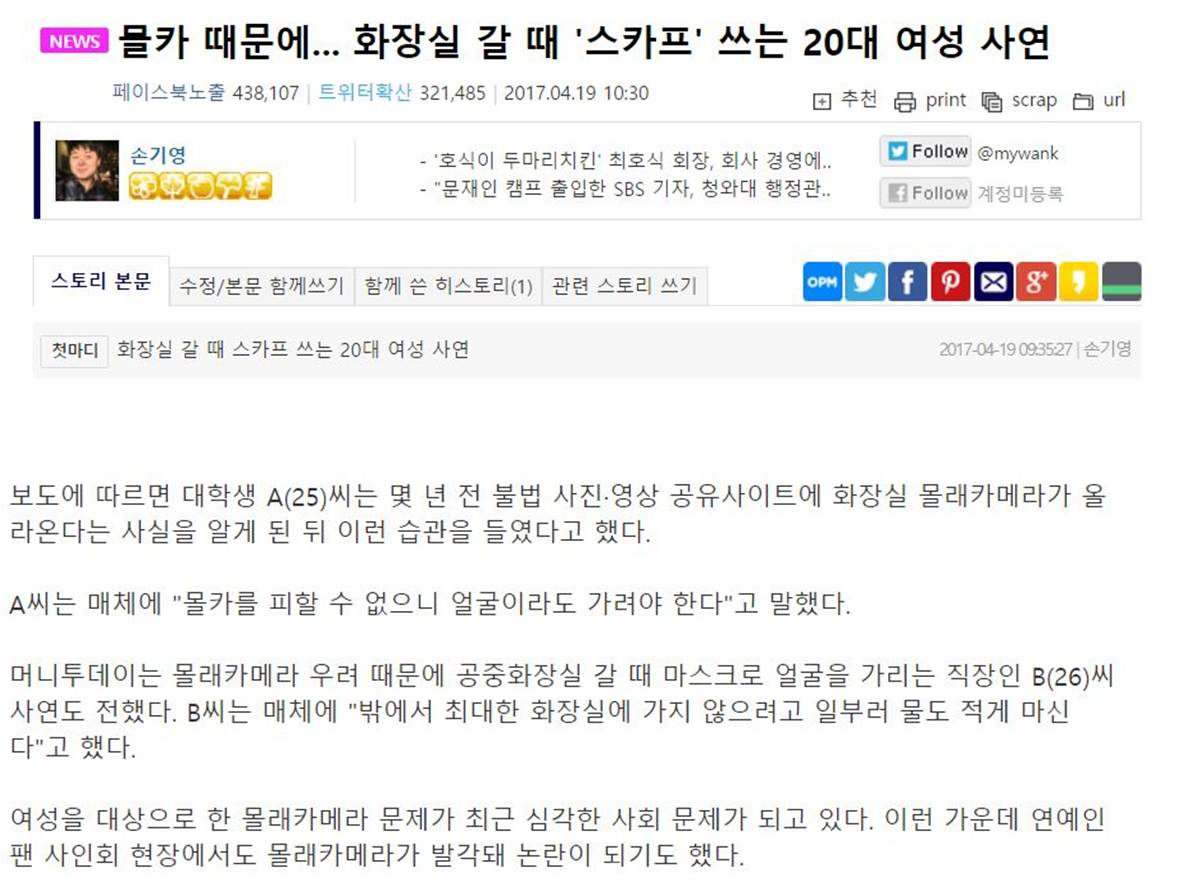 NEWS 몰카 때문에... 화장실 갈 때 '스카프' 쓰는 20대 여성 사연
페이스북노출 438,107 | 트위터확산 321,485 | 2017.04.19 10:30
추천 print scrap url
손기영
- '호식이 두마리치킨' 최호식 회장, 회사 경영에..
- "문재인 캠프 출입한 SBS 기자, 청와대 행정관..
Follow @mywank
Follow 계정미등록
스토리 본문 수정/본문 함께쓰기 함께 쓴 히스토리(1) 관련 스토리 쓰기
OPM
g+
첫마디 화장실 갈 때 스카프 쓰는 20대 여성 사연 2017-04-19 09:35:27 | 손기영
보도에 따르면 대학생 A(25)씨는 몇 년 전 불법 사진·영상 공유사이트에 화장실 몰래카메라가 올
라온다는 사실을 알게 된 뒤 이런 습관을 들였다고 했다.
A씨는 매체에 "몰카를 피할 수 없으니 얼굴이라도 가려야 한다"고 말했다.
머니투데이는 몰래카메라 우려 때문에 공중화장실 갈 때 마스크로 얼굴을 가리는 직장인 B(26)씨
사연도 전했다. B씨는 매체에 "밖에서 최대한 화장실에 가지 않으려고 일부러 물도 적게 마신
다"고 했다.
여성을 대상으로 한 몰래카메라 문제가 최근 심각한 사회 문제가 되고 있다. 이런 가운데 연예인
팬 사인회 현장에서도 몰래카메라가 발각돼 논란이 되기도 했다.